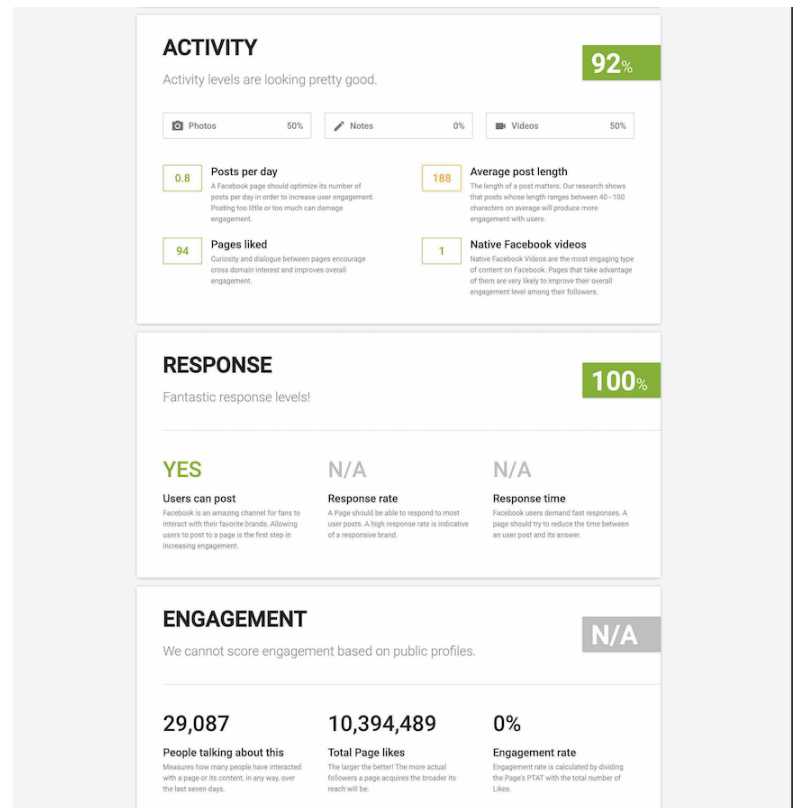 ACTIVITY
92%
Activity levels are looking pretty good.
Photos 50%
Notes 0%
Videos 50%
0.8
Posts per day
A Facebook page should optimize its number of
posts per day in order to increase user engagement.
Posting too little or too much can damage
engagement.
188
Average post length
The length of a post matters. Our research shows
that posts whose length ranges between 40 - 100
characters on average will produce more
engagement with users.
94
Pages liked
Curiosity and dialogue between pages encourage
cross domain interest and improves overall
engagement.
1
Native Facebook videos
Native Facebook Videos are the most engaging type
of content on Facebook. Pages that take advantage
of them are very likely to improve their overall
engagement level among their followers.
RESPONSE
100%
Fantastic response levels!
YES
Users can post
Facebook is an amazing channel for fans to
interact with their favorite brands. Allowing
users to post to a page is the first step in
increasing engagement.
N/A
Response rate
A Page should be able to respond to most
user posts. A high response rate is indicative
of a responsive brand.
N/A
Response time
Facebook users demand fast responses. A
page should try to reduce the time between
an user post and its answer.
ENGAGEMENT
N/A
We cannot score engagement based on public profiles.
29,087
People talking about this
Measures how many people have interacted
with a page or its content, in any way, over
the last seven days.
10,394,489
Total Page likes
The larger the better! The more actual
followers a page acquires the broader its
reach will be.
0%
Engagement rate
Engagement rate is calculated by dividing
the Page's PTAT with the total number of
Likes.